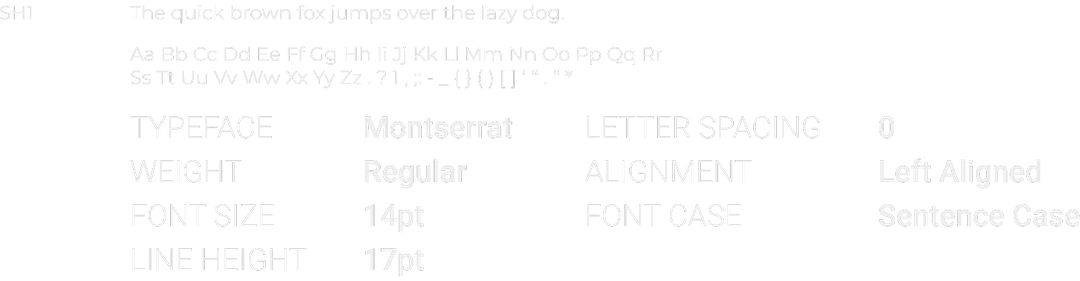 SH1 The quick brown fox jumps over the lazy dog.
Aa Bb Cc Dd Ee Ff Gg Hh Ii Jj Kk Ll Mm Nn Oo Pp Qq Rr
Ss Tt Uu Vv Ww Xx Yy Zz . ? 1 , ; : - _ { } ( ) [ ] ‘ “ . " *
TYPEFACE Montserrat LETTER SPACING 0
WEIGHT Regular ALIGNMENT Left Aligned
FONT SIZE 14pt FONT CASE Sentence Case
LINE HEIGHT 17pt